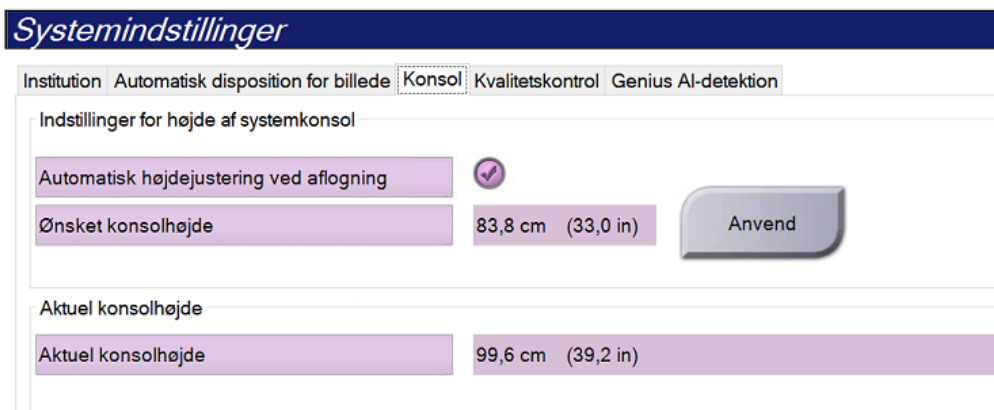 Systemindstillinger
Institution Automatisk disposition for billede Konsol Kvalitetskontrol Genius AI-detektion
Indstillinger for højde af systemkonsol
Automatisk højdejustering ved aflogning
Ønsket konsolhøjde 83,8 cm (33,0 in) Anvend
Aktuel konsolhøjde
Aktuel konsolhøjde 99,6 cm (39,2 in)